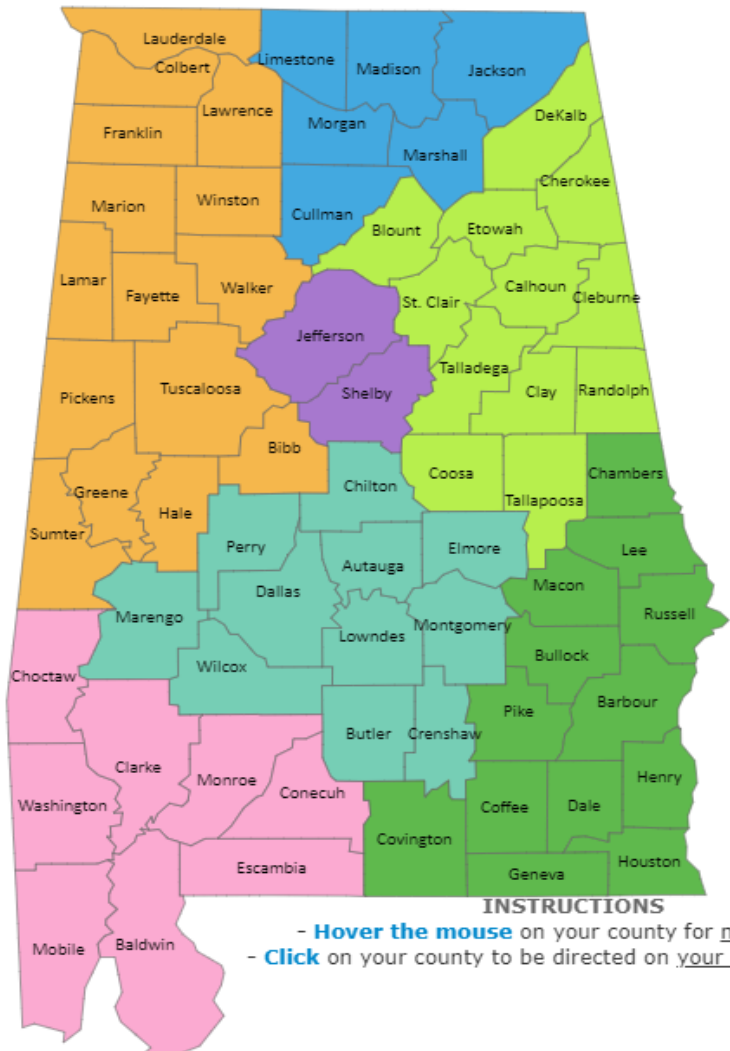 Lauderdale
Limestone
Madison
Jackson
Colbert
Lawrence
Morgan
DeKalb
Franklin
Marshall
Cherokee
Marion
Winston
Cullman
Blount
Etowah
Lamar
Fayette
Walker
St. Clair
Calhoun
Cleburne
Jefferson
Talladega
Pickens
Tuscaloosa
Shelby
Clay
Randolph
Bibb
Chilton
Coosa
Chambers
Greene
Hale
Tallapoosa
Sumter
Perry
Autauga
Elmore
Lee
Dallas
Macon
Marengo
Lowndes
Montgomery
Russell
Choctaw
Wilcox
Bullock
Butler
Crenshaw
Pike
Barbour
Clarke
Monroe
Conecuh
Washington
Henry
Coffee
Dale
Covington
Escambia
Geneva
Houston
INSTRUCTIONS
Mobile
Baldwin
- Hover the mouse on your county for
- Click on your county to be directed on your